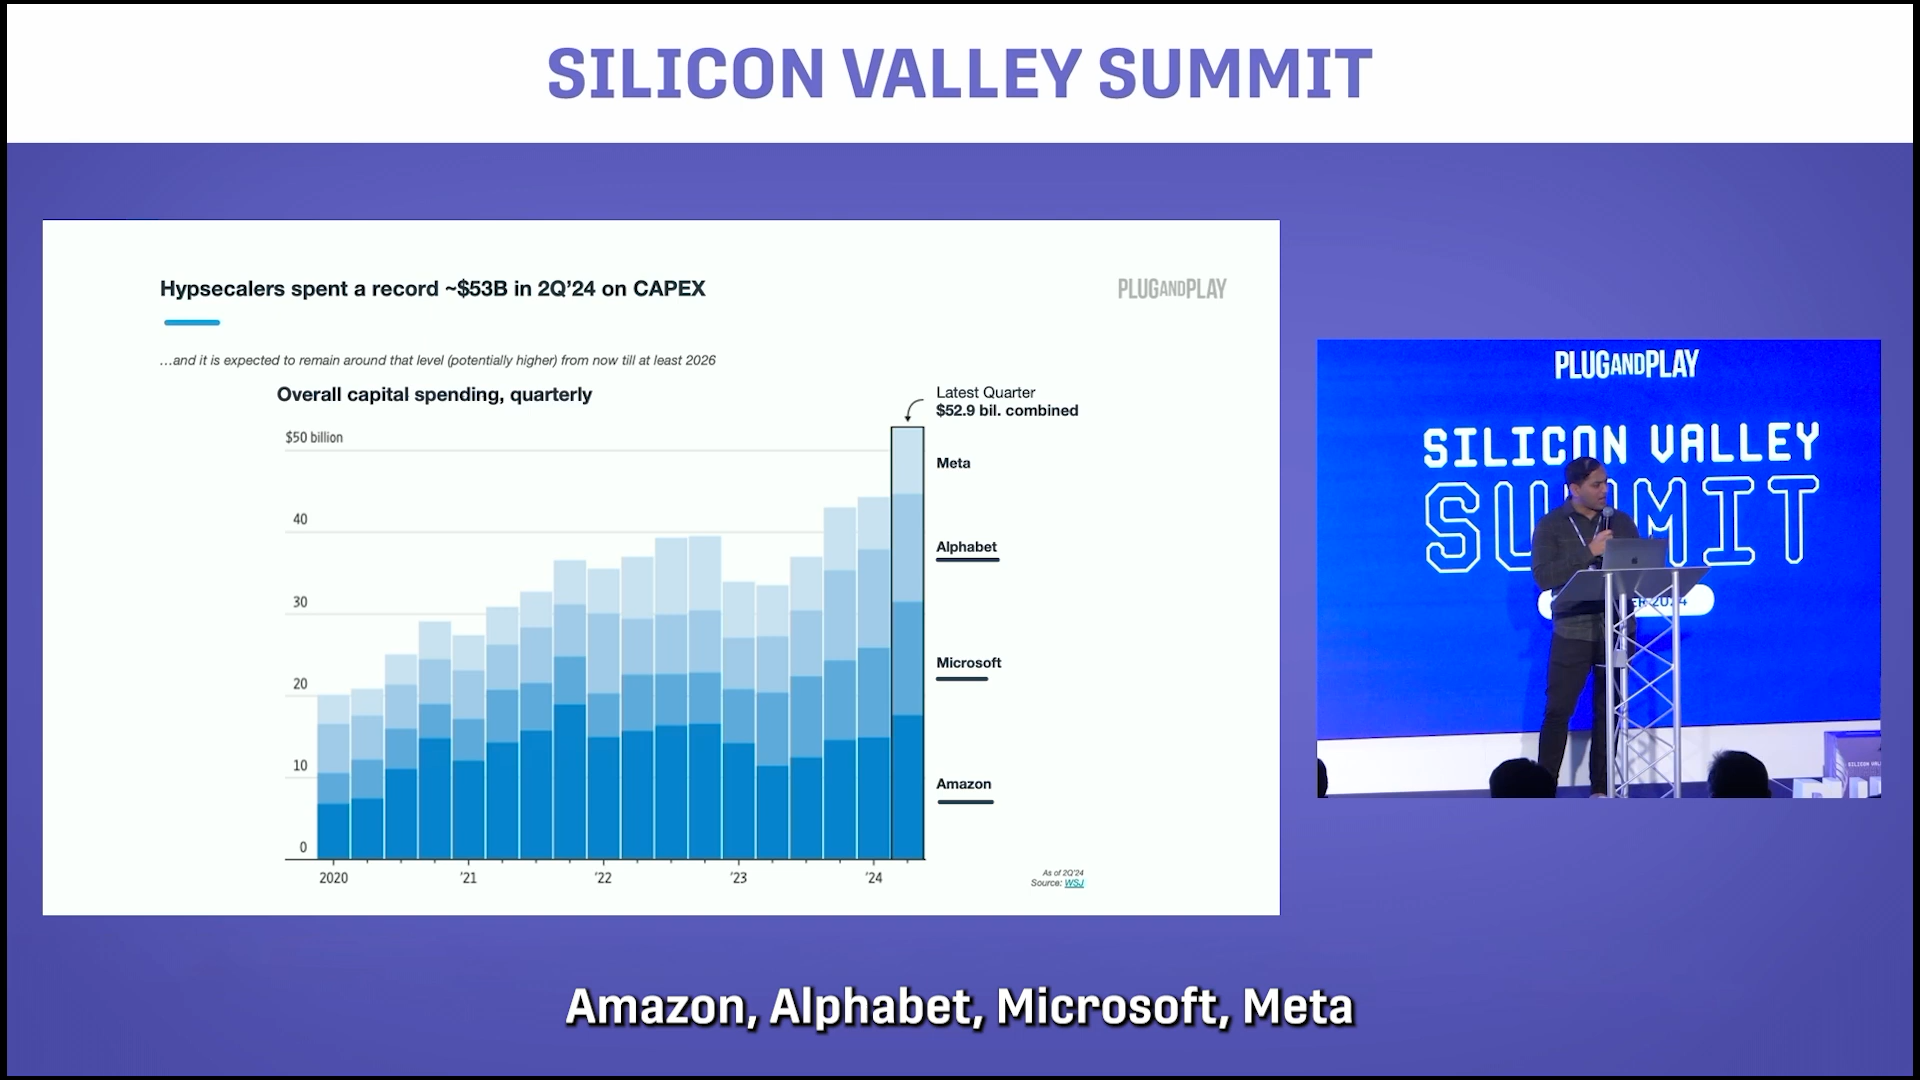 SILICON VALLEY SUMMIT
Hypsecalers spent a record ~$53B in 2Q'24 on CAPEX
PLUGANDPLAY
...and it is expected to remain around that level (potentially higher) from now till at least 2026
Overall capital spending, quarterly
Latest Quarter
$52.9 bil. combined
$50 billion
Meta
40
Alphabet
30
Microsoft
20
10
Amazon
0
2020
'21
'22
'23
'24
As of 2Q'24
Source: WSJ
PLUGANDPLAY
SILICON VALLEY
SUMMIT
Amazon, Alphabet, Microsoft, Meta